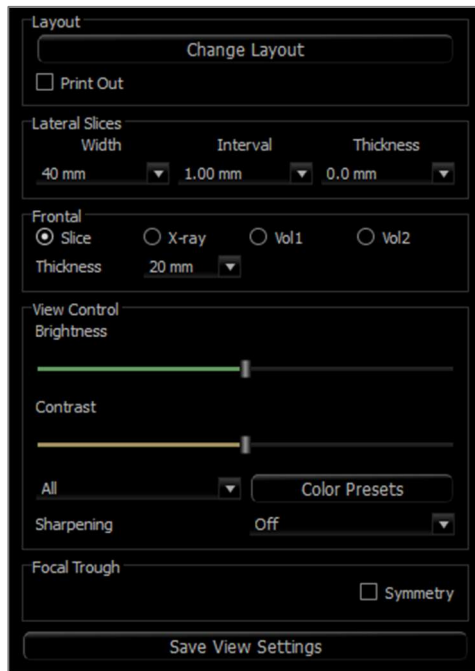 Layout
Change Layout
Print Out
Lateral Slices
Width Interval Thickness
40 mm 1.00 mm 0.0 mm
Frontal
Slice X-ray Vol1 Vol2
Thickness 20 mm
View Control
Brightness
Contrast
All Color Presets
Sharpening Off
Focal Trough
Symmetry
Save View Settings